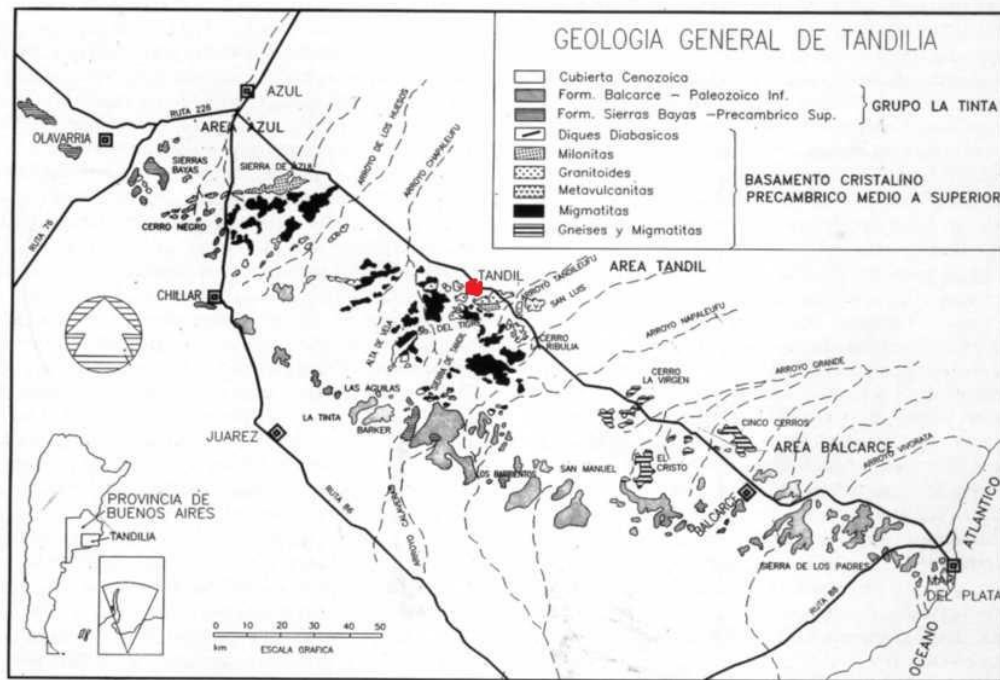 GEOLOGIA GENERAL DE TANDILIA
Cubierta Cenozoica
Form. Balcarce - Paleozoico Inf.
Form. Sierras Bayas -Precambrico Sup.
GRUPO LA TINTA
Diques Diabasicos
Milonitas
Granitoides
Metavulcanitas
Migmatitas
Gneises y Migmatitas
BASAMENTO CRISTALINO
PRECAMBRICO MEDIO A SUPERIOR
AZUL
RUTA 226
OLAVARRIA
AREA AZUL
SIERRAS
BAYAS
SIERRA DE AZUL
ARROYO DE LOS HUESOS
ARROYO CHAPALEUFU
CERRO NEGRO
RUTA 76
CHILLAR
TANDIL
AREA TANDIL
ARROYO TANDILEUFU
SAN LUIS
ARROYO NAPALEUFU
DEL TIGRE
CERRO
LA RIBULIA
ALTA DE VELA
SIERRA DE TANDIL
CERRO
LA VIRGEN
ARROYO GRANDE
LAS AGUILAS
LA TINTA
BARKER
JUAREZ
CINCO CERROS
AREA BALCARCE
ARROYO VIVORATA
LOS BARRIENTOS
SAN MANUEL
EL
CRISTO
BALCARCE
RUTA 86
ARROYO
SIERRA DE LOS PADRES
RUTA 88
MAR
DEL PLATA
OCEANO ATLANTICO
PROVINCIA DE
BUENOS AIRES
TANDILIA
0 10 20 30 40 50
km ESCALA GRAFICA